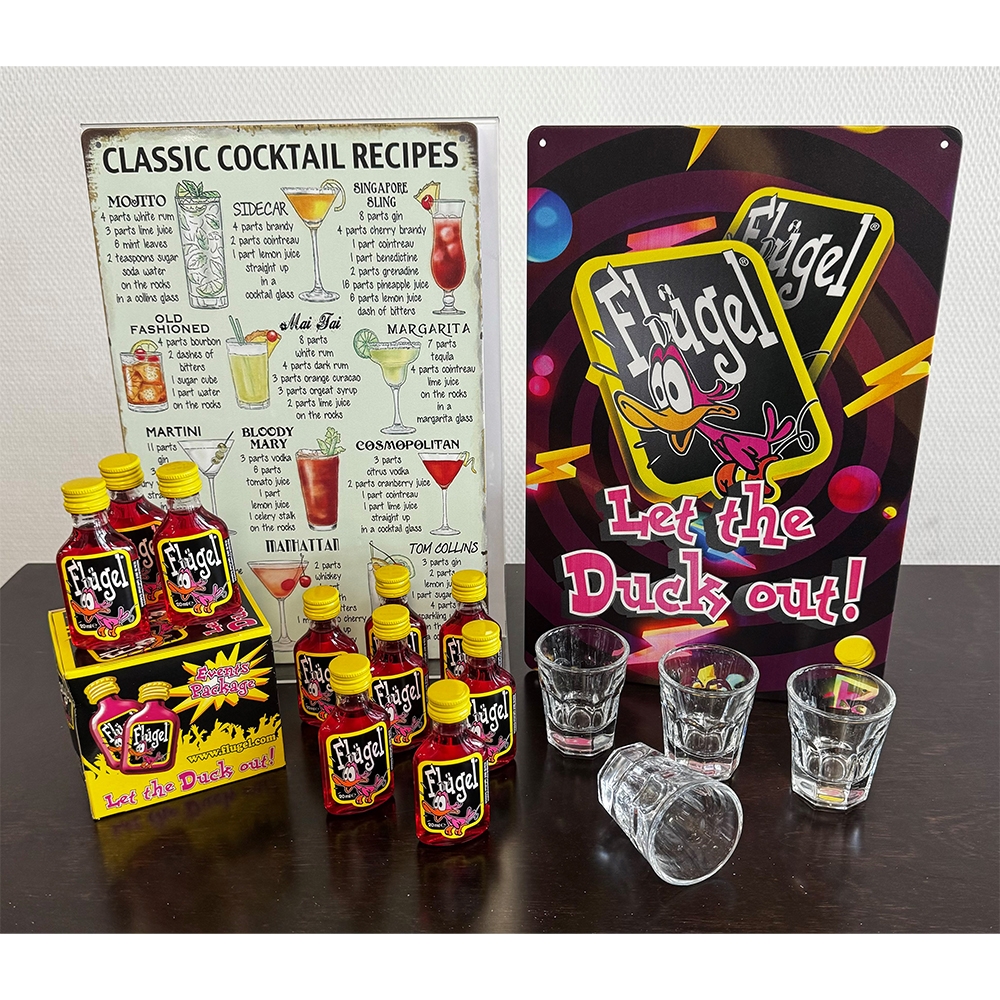 CLASSIC COCKTAIL RECIPES
MOJITO
4 parts white rum
3 parts lime juice
6 mint leaves
2 teaspoons sugar
soda water
on the rocks
in a collins glass
SIDECAR
4 parts brandy
2 parts cointreau
1 part lemon juice
straight up
in a
cocktail glass
SINGAPORE
SLING
8 parts gin
4 parts cherry brandy
1 part cointreau
1 part benedictine
2 parts grenadine
16 parts pineapple juice
6 parts lemon juice
dash of bitters
OLD
FASHIONED
4 parts bourbon
2 dashes of
bitters
1 sugar cube
1 part water
on the rocks
Mai Tai
8 parts
white rum
4 parts dark rum
3 parts orange curacao
3 parts orgeat syrup
2 parts lime juice
on the rocks
MARGARITA
7 parts
tequila
4 parts cointreau
lime juice
on the rocks
in a
margarita glass
MARTINI
11 parts
gin
BLOODY
MARY
3 parts vodka
6 parts
tomato juice
1 part
lemon juice
1 celery stalk
on the rocks
COSMOPOLITAN
3 parts
citrus vodka
2 parts cranberry juice
1 part cointreau
1 part lime juice
straight up
in a cocktail glass
MANHATTAN
2 parts
whiskey
TOM COLLINS
3 parts gin
2 parts
Flügel®
Flügel®
Let the
Duck out!
Flügel
20ml e
Flügel
20ml e
Events
Package
Flügel
Flügel
www.flugel.com
Let the Duck out!
Flügel
Flügel
Flügel
Flügel
20ml e
Flügel
20ml e